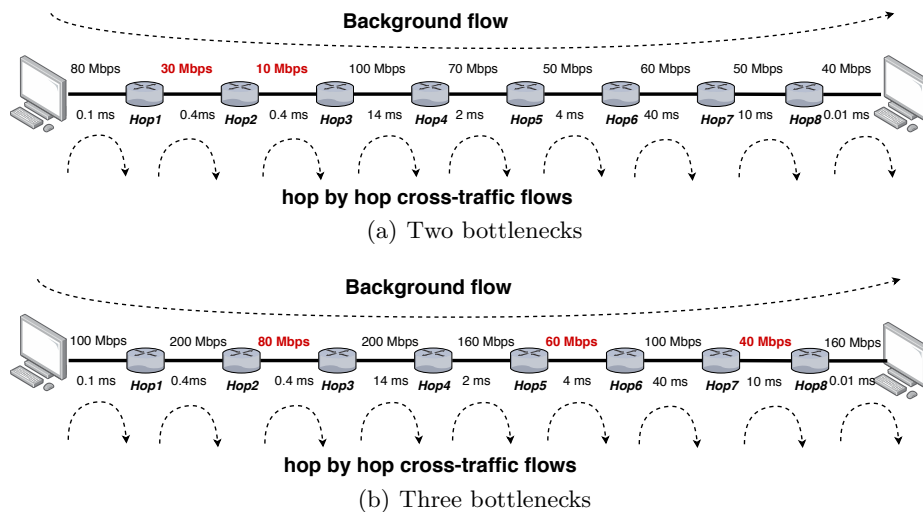 Background flow
80 Mbps 30 Mbps 10 Mbps 100 Mbps 70 Mbps 50 Mbps 60 Mbps 50 Mbps 40 Mbps
0.1 ms Hop1 0.4ms Hop2 0.4 ms Hop3 14 ms Hop4 2 ms Hop5 4 ms Hop6 40 ms Hop7 10 ms Hop8 0.01 ms
hop by hop cross-traffic flows
(a) Two bottlenecks
Background flow
100 Mbps 200 Mbps 80 Mbps 200 Mbps 160 Mbps 60 Mbps 100 Mbps 40 Mbps 160 Mbps
0.1 ms Hop1 0.4ms Hop2 0.4 ms Hop3 14 ms Hop4 2 ms Hop5 4 ms Hop6 40 ms Hop7 10 ms Hop8 0.01 ms
hop by hop cross-traffic flows
(b) Three bottlenecks